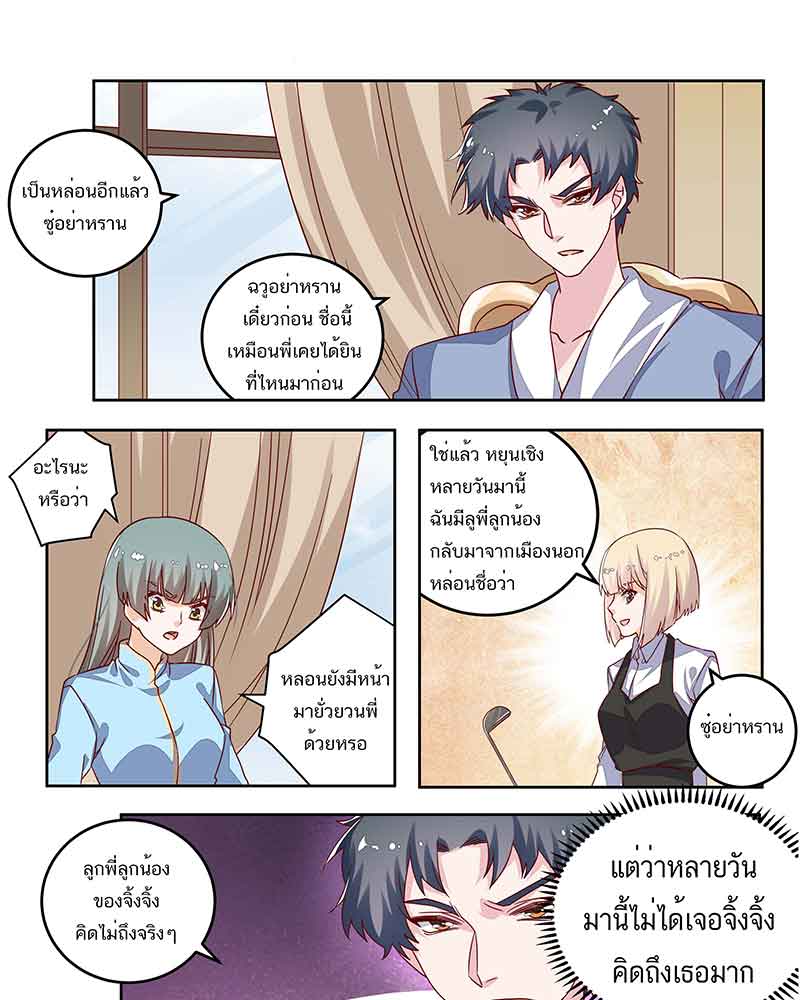 เป็นหล่อนอีกแล้ว
ซู๋อย่าหราน
ฉวูอย่าหราน
เดี๋ยวก่อน ชื่อนี้
เหมือนพี่เคยได้ยิน
ที่ไหนมาก่อน
อะไรนะ
หรือว่า
หลอนยังมีหน้า
มายั่วยวนพี่
ด้วยหรอ
ใช่แล้ว หยุนเชิง
หลายวันมานี้
ฉันมีลูพี่ลูกน้อง
กลับมาจากเมืองนอก
หล่อนชื่อว่า
ซู๋อย่าหราน
ลูกพี่ลูกน้อง
ของจิ้งจิ้ง
คิดไม่ถึงจริงๆ
แต่ว่าหลายวัน
มานี้ไม่ได้เจอจิ้งจิ้ง
คิดถึงเธอมาก